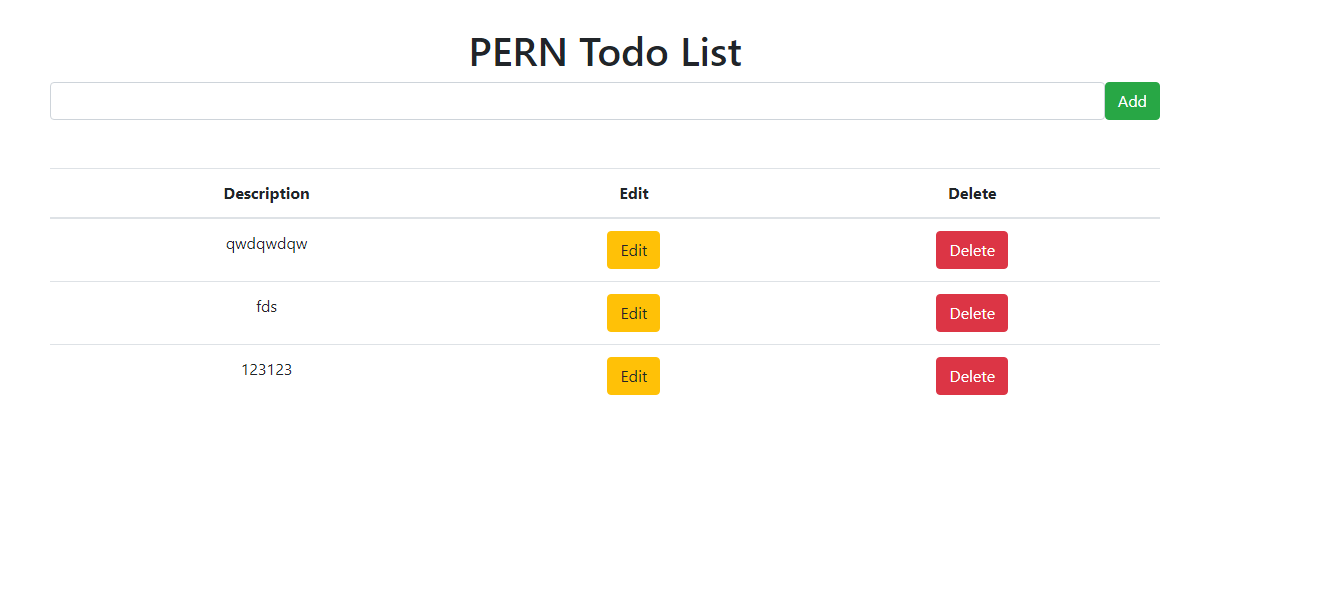 PERN Todo List
Add
Description Edit Delete
qwdqwdqw Edit Delete
fds Edit Delete
123123 Edit Delete